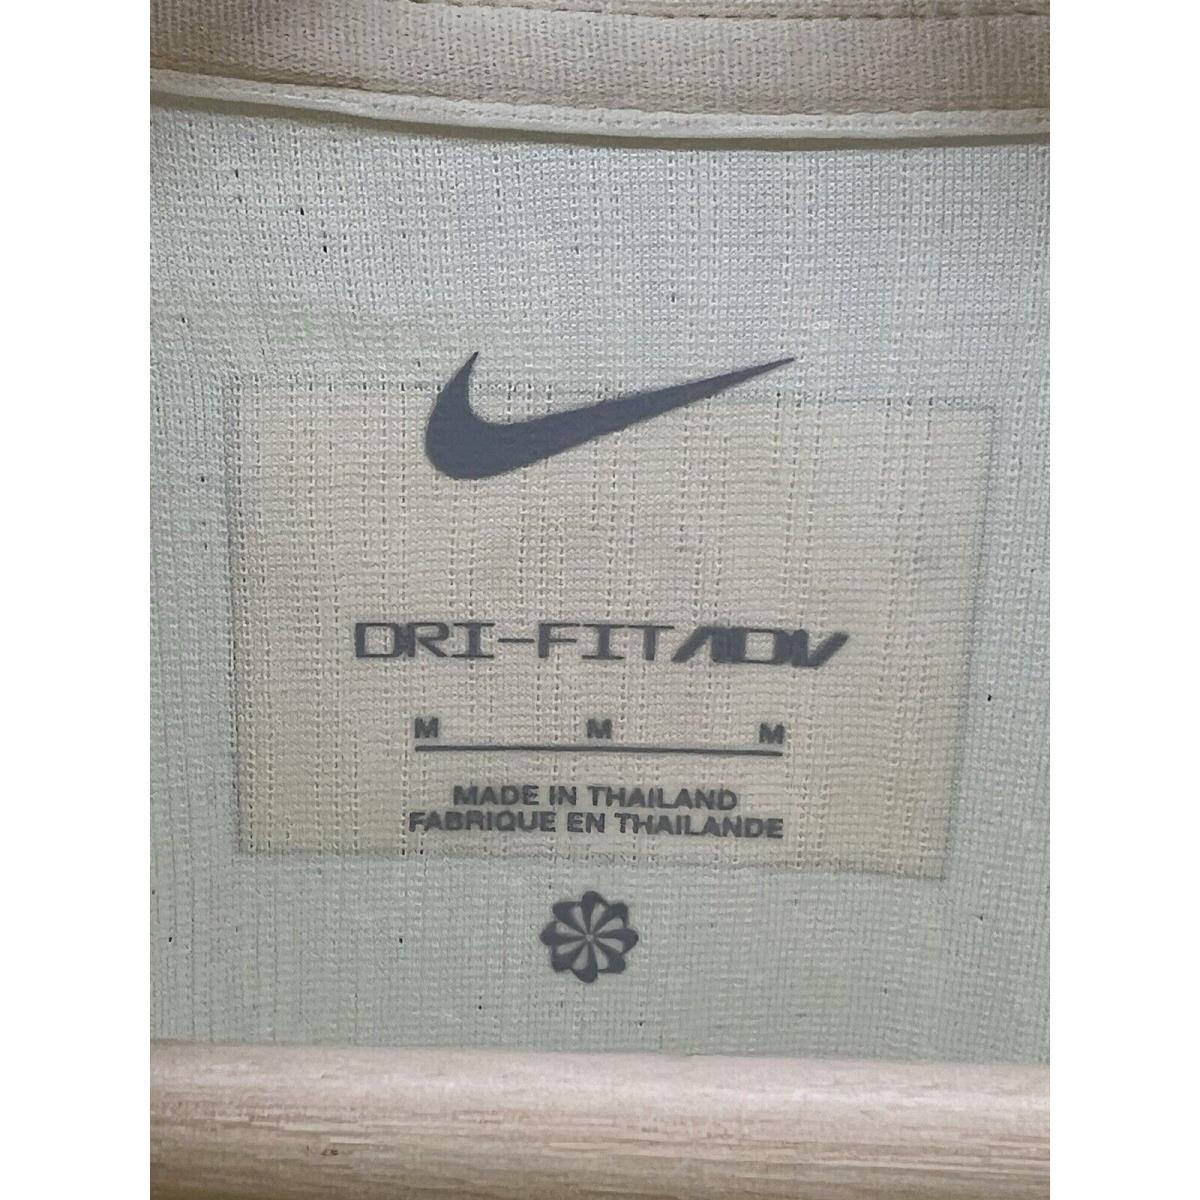 DRI-FIT ADV
M M M
MADE IN THAILAND
FABRIQUE EN THAILANDE